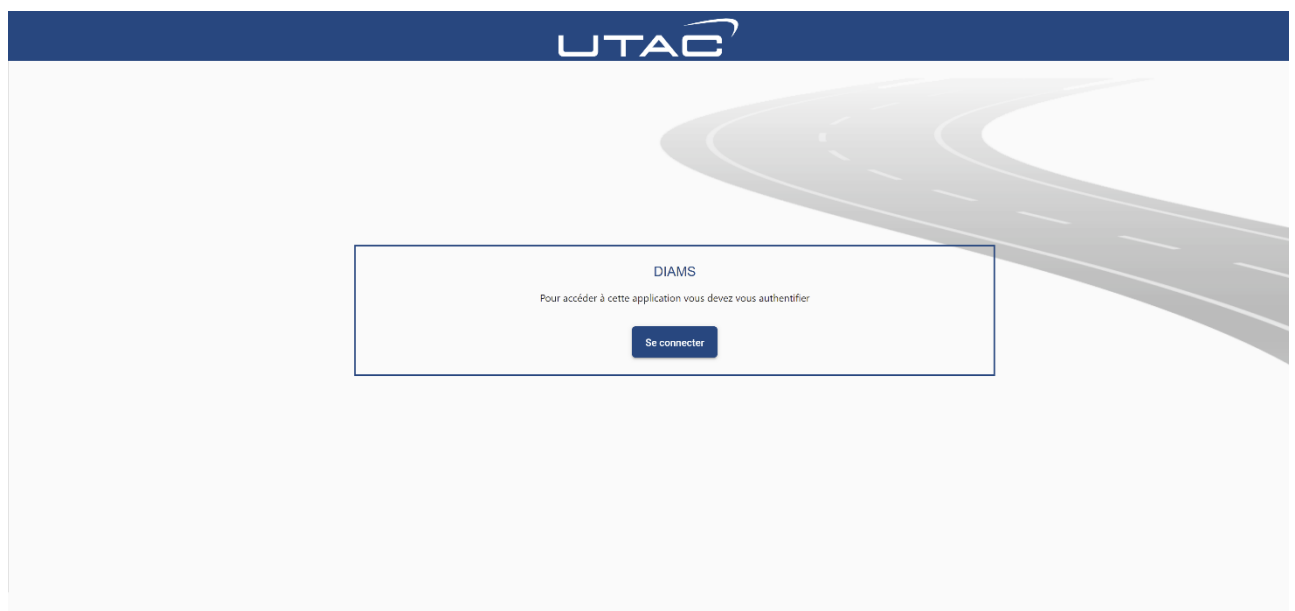 UTAC
DIAMS
Pour accéder à cette application vous devez vous authentifier
Se connecter